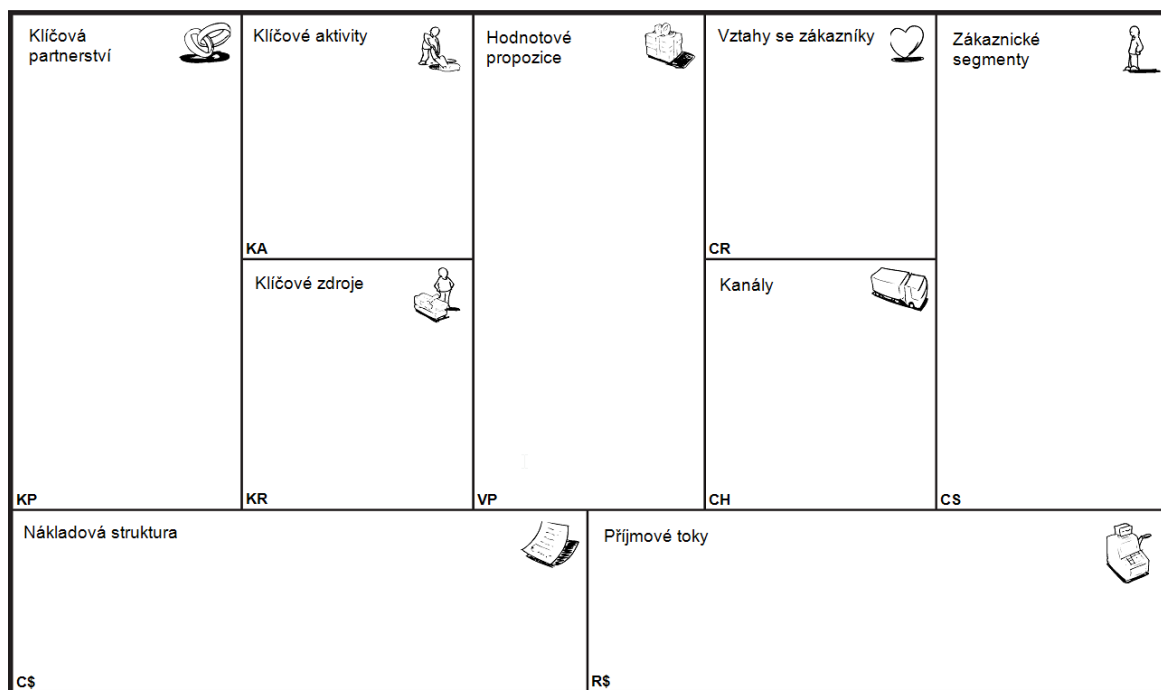 Klíčová
partnerství
KP
Klíčové aktivity
KA
Klíčové zdroje
KR
Hodnotové
propozice
VP
Vztahy se zákazníky
CR
Kanály
CH
Zákaznické
segmenty
CS
Nákladová struktura
C$
Příjmové toky
R$